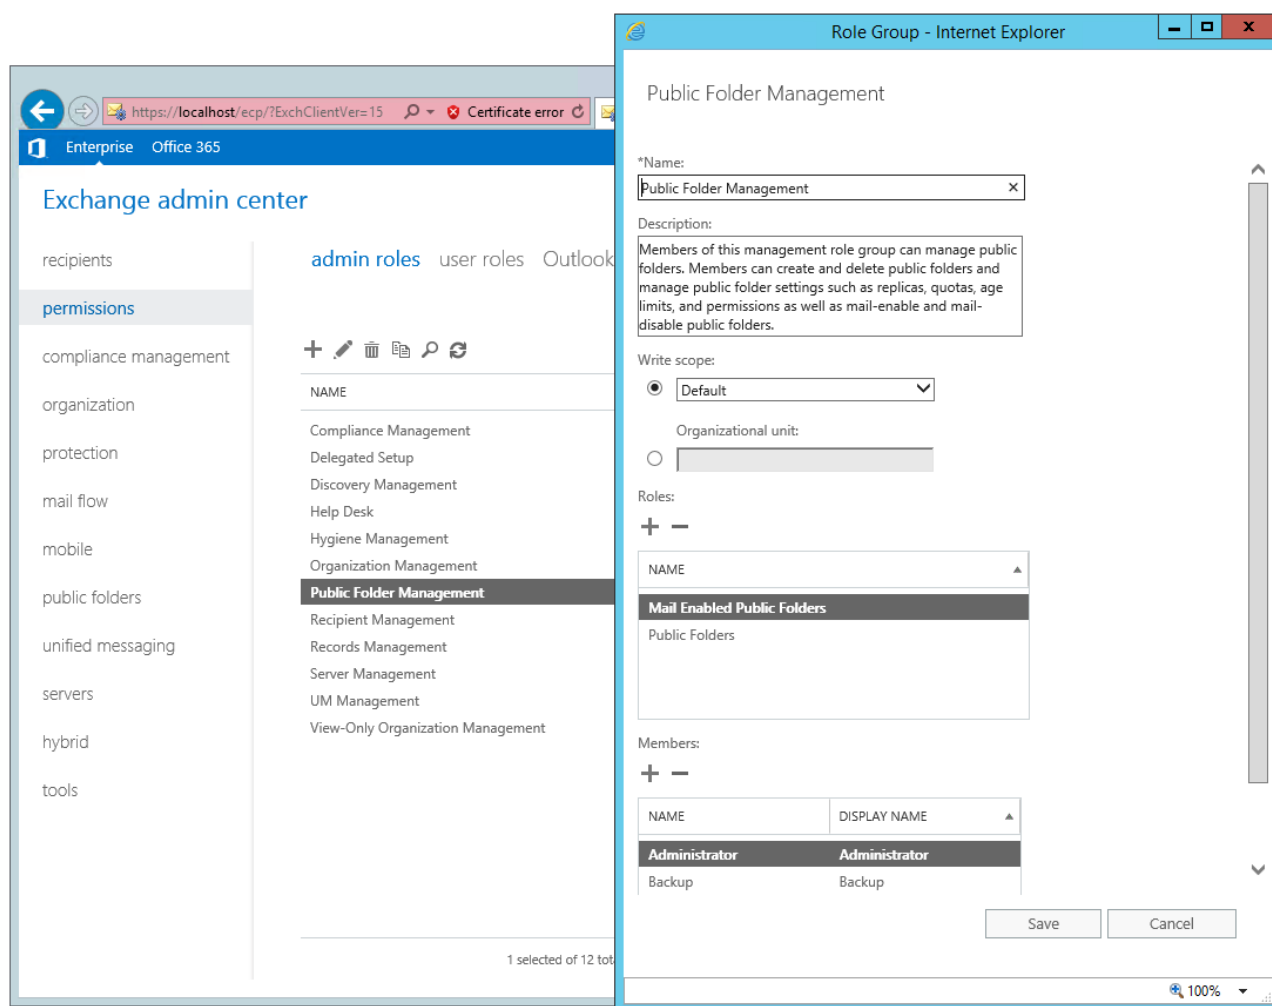 https://localhost/ecp/?ExchClientVer=15
Certificate error
Enterprise
Office 365
Exchange admin center
recipients
permissions
compliance management
organization
protection
mail flow
mobile
public folders
unified messaging
servers
hybrid
tools
admin roles
user roles
Outlook
NAME
Compliance Management
Delegated Setup
Discovery Management
Help Desk
Hygiene Management
Organization Management
Public Folder Management
Recipient Management
Records Management
Server Management
UM Management
View-Only Organization Management
1 selected of 12 tot
Role Group - Internet Explorer
Public Folder Management
*Name:
Public Folder Management
Description:
Members of this management role group can manage public
folders. Members can create and delete public folders and
manage public folder settings such as replicas, quotas, age
limits, and permissions as well as mail-enable and mail-
disable public folders.
Write scope:
Default
Organizational unit:
Roles:
NAME
Mail Enabled Public Folders
Public Folders
Members:
NAME DISPLAY NAME
Administrator Administrator
Backup Backup
Save
Cancel
100%